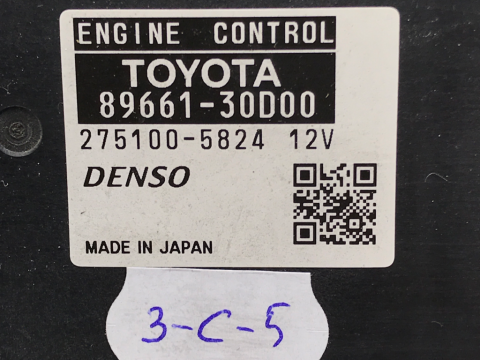 ENGINE CONTROL
TOYOTA
89661-30D00
275100-5824 12V
DENSO
MADE IN JAPAN
3-C-5